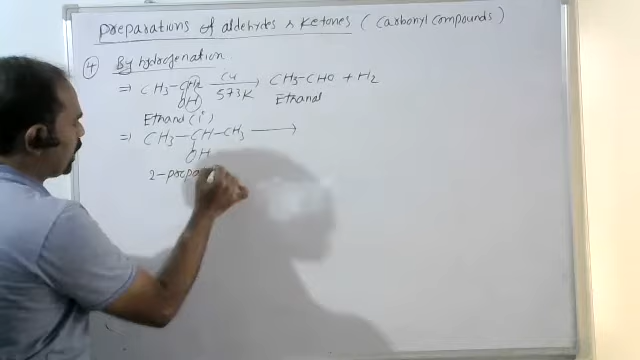 Preparations of aldehydes & Ketones (Carbonyl compounds)
④ By hydrogenation
⇒ CH3-CH2 Cu → CH3-CHO + H2
OH 573K Ethanal
Ethanol (1°)
⇒ CH3-CH-CH3 →
OH
2-propa